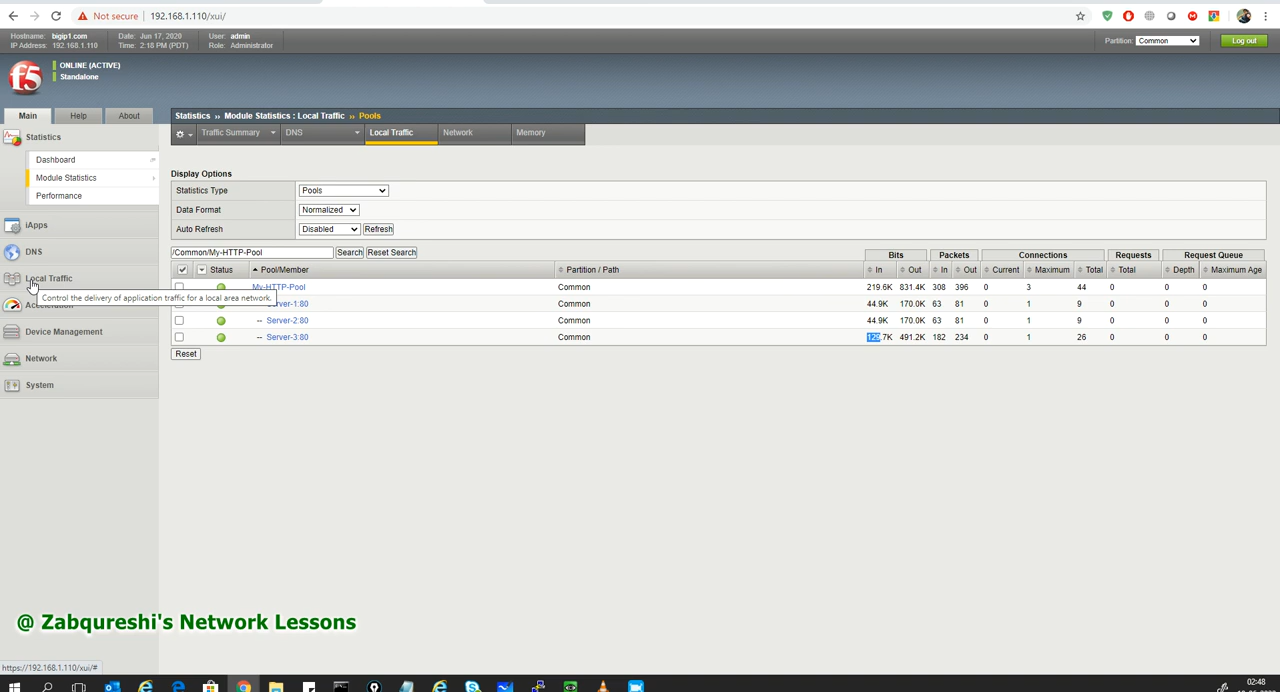 Not secure 192.168.1.110/xui/
Hostname: bigip1.com Date: Jun 17, 2020 User: admin
IP Address: 192.168.1.110 Time: 2:18 PM (PDT) Role: Administrator
Partition: Common Log out
f5 ONLINE (ACTIVE)
Standalone
Main Help About
Statistics ›› Module Statistics : Local Traffic ›› Pools
Traffic Summary DNS Local Traffic Network Memory
Statistics
Dashboard
Module Statistics
Performance
iApps
DNS
Local Traffic
Control the delivery of application traffic for a local area network.
Device Management
Network
System
Display Options
Statistics Type Pools
Data Format Normalized
Auto Refresh Disabled Refresh
/Common/My-HTTP-Pool Search Reset Search
Bits Packets Connections Requests Request Queue
Status Pool/Member Partition / Path In Out In Out Current Maximum Total Total Depth Maximum Age
My-HTTP-Pool Common 219.6K 831.4K 308 396 0 3 44 0 0 0
Server-1:80 Common 44.9K 170.0K 63 81 0 1 9 0 0 0
-- Server-2:80 Common 44.9K 170.0K 63 81 0 1 9 0 0 0
-- Server-3:80 Common 129.7K 491.2K 182 234 0 1 26 0 0 0
Reset
@ Zabqureshi's Network Lessons
https://192.168.1.110/xui/#
02:48